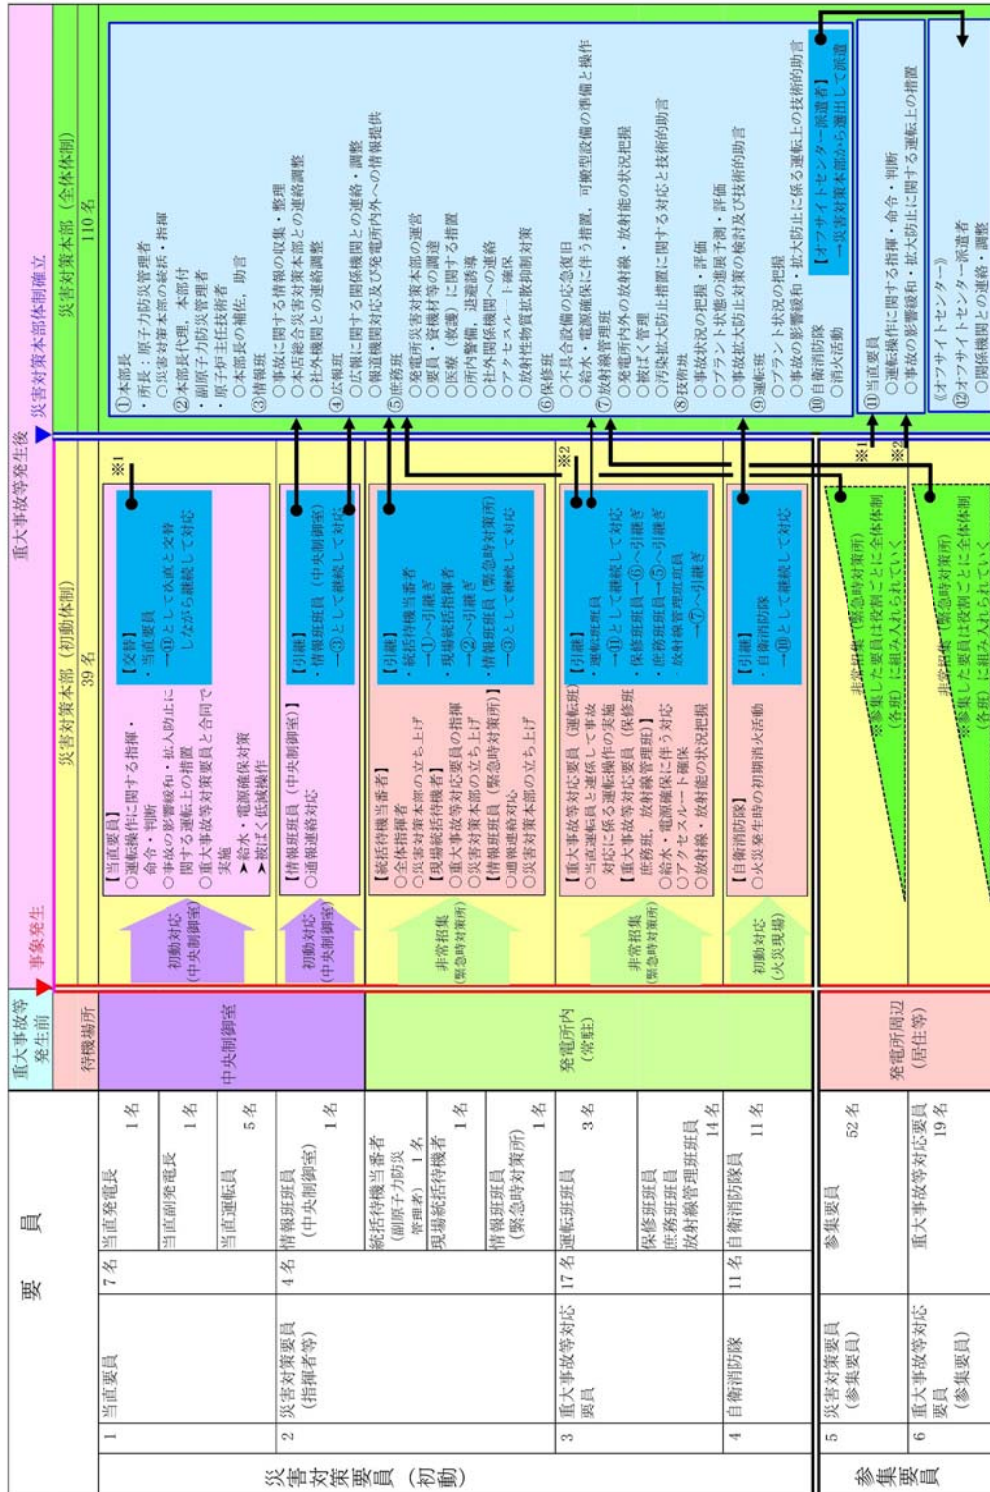 要員
重大事故等
発生前
事象発生
重大事故等発生後
災害対策本部体制確立
待機場所
災害対策本部（初動体制）
39名
災害対策本部（全体体制）
110名
災害対策要員（初動）
1
当直要員
7名
当直発電長
1名
当直副発電長
1名
当直運転員
5名
2
災害対策要員
（指揮者等）
4名
情報班班員
（中央制御室）
1名
統括待機当番者
（副原子力防災
管理者） 1名
現場統括待機者
1名
情報班班員
（緊急時対策所）
1名
3
重大事故等対応
要員
17名
運転班班員
3名
保修班班員
庶務班班員
放射線管理班班員
14名
4
自衛消防隊
11名
自衛消防隊員
11名
参集要員
5
災害対策要員
（参集要員）
参集要員
52名
6
重大事故等対応
要員
（参集要員）
重大事故等対応要員
19名
中央制御室
発電所内
（常駐）
発電所周辺
（居住等）
初動対応
（中央制御室）
初動対応
（中央制御室）
非常招集
（緊急時対策所）
非常招集
（緊急時対策所）
初動対応
（火災現場）
【当直要員】
○運転操作に関する指揮・
命令・判断
○事故の影響緩和・拡大防止に
関する運転上の措置
○重大事故等対策要員と合同で
実施
➤給水・電源確保対策
➤被ばく低減操作
【交替】
・当直要員
→⑪として次直と交替
しながら継続して対応
※1
【情報班班員（中央制御室）】
○通報連絡対応
【引継】
・情報班班員（中央制御室）
→③として継続して対応
【統括待機当番者】
○全体指揮者
○災害対策本部の立ち上げ
【現場統括待機者】
○重大事故等対応要員の指揮
○災害対策本部の立ち上げ
【情報班班員（緊急時対策所）】
○通報連絡対応
○災害対策本部の立ち上げ
【引継】
・統括待機当番者
→①へ引継ぎ
・現場統括指揮者
→②へ引継ぎ
・情報班班員（緊急時対策所）
→③として継続して対応
【重大事故等対応要員（運転班）】
○当直運転員と連係して事故
対応に係る運転操作の実施
【重大事故等対応要員（保修班
庶務班，放射線管理班）】
○給水・電源確保に伴う対応
○アクセスルート確保
○放射線・放射能の状況把握
【引継】
・運転班班員
→⑪として継続して対応
・保修班班員→⑥へ引継ぎ
・庶務班班員→⑤へ引継ぎ
・放射線管理班班員
→⑦へ引継ぎ
※2
【自衛消防隊】
○火災発生時の初期消火活動
【引継】
・自衛消防隊
→⑩として継続して対応
非常招集（緊急時対策所）
※参集した要員は役割ごとに全体体制
（各班）に組み入れられていく
非常招集（緊急時対策所）
※参集した要員は役割ごとに全体体制
（各班）に組み入れられていく
①本部長
・所長：原子力防災管理者
○災害対策本部の統括・指揮
②本部長代理，本部付
・副原子力防災管理者
・原子炉主任技術者
○本部長の補佐，助言
③情報班
○事故に関する情報の収集・整理
○本店総合災害対策本部との連絡調整
○社外機関との連絡調整
④広報班
○広報に関する関係機関との連絡・調整
○報道機関対応及び発電所内外への情報提供
⑤庶務班
○発電所災害対策本部の運営
○要員・資機材等の調達
○医療（救護）に関する措置
○所内警備，退避誘導
○社外関係機関への連絡
○アクセスルート確保
○放射性物質拡散抑制対策
⑥保修班
○不具合設備の応急復旧
○給水・電源確保に伴う措置，可搬型設備の準備と操作
⑦放射線管理班
○発電所内外の放射線・放射能の状況把握
○被ばく管理
○汚染拡大防止措置に関する対応と技術的助言
⑧技術班
○事故状況の把握・評価
○プラント状態の進展予測・評価
○事故拡大防止対策の検討及び技術的助言
⑨運転班
○プラント状況の把握
○事故の影響緩和・拡大防止に係る運転上の技術的助言
⑩自衛消防隊
○消火活動
【オフサイトセンター派遣者】
→災害対策本部から選出して派遣
※1
※2
⑪当直要員
○運転操作に関する指揮・命令・判断
○事故の影響緩和・拡大防止に関する運転上の措置
《オフサイトセンター》
⑫オフサイトセンター派遣者
○関係機関との連絡・調整